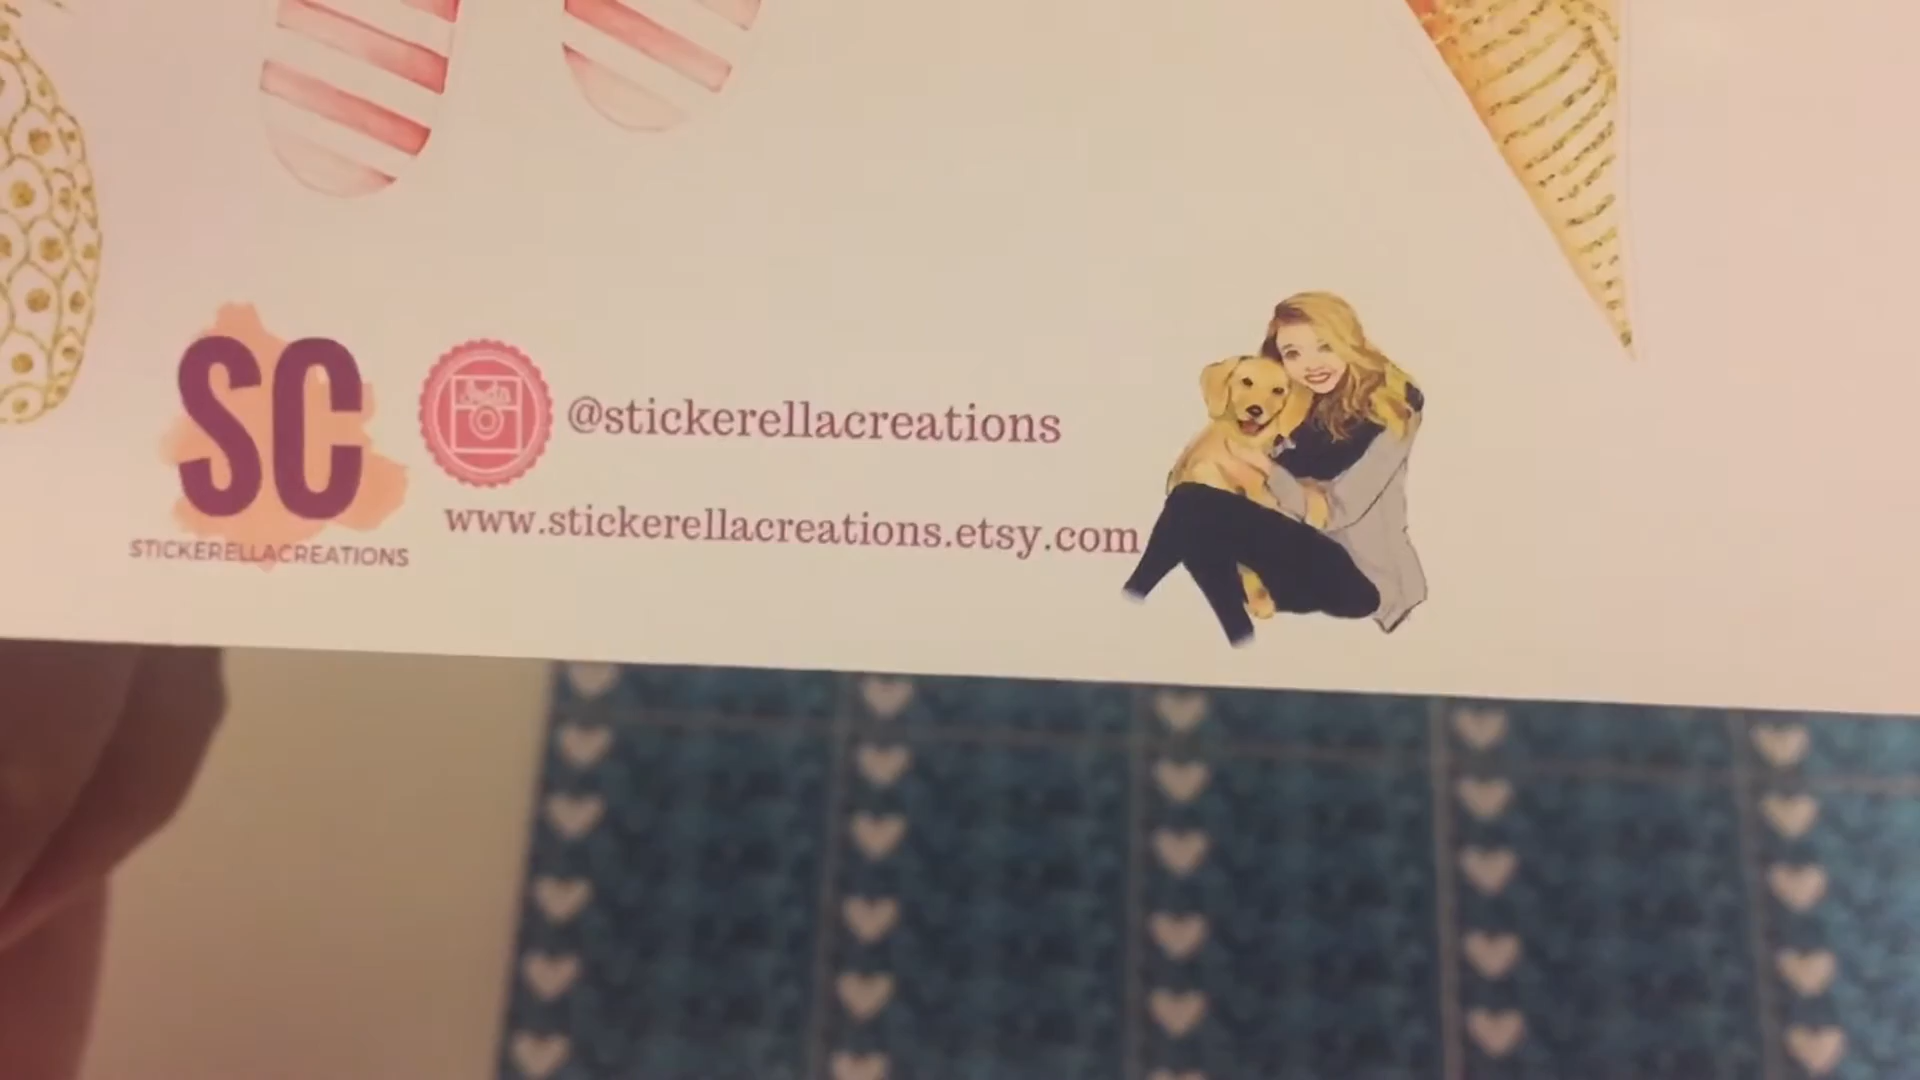 SC
STICKERELLACREATIONS
@stickerellacreations
www.stickerellacreations.etsy.com